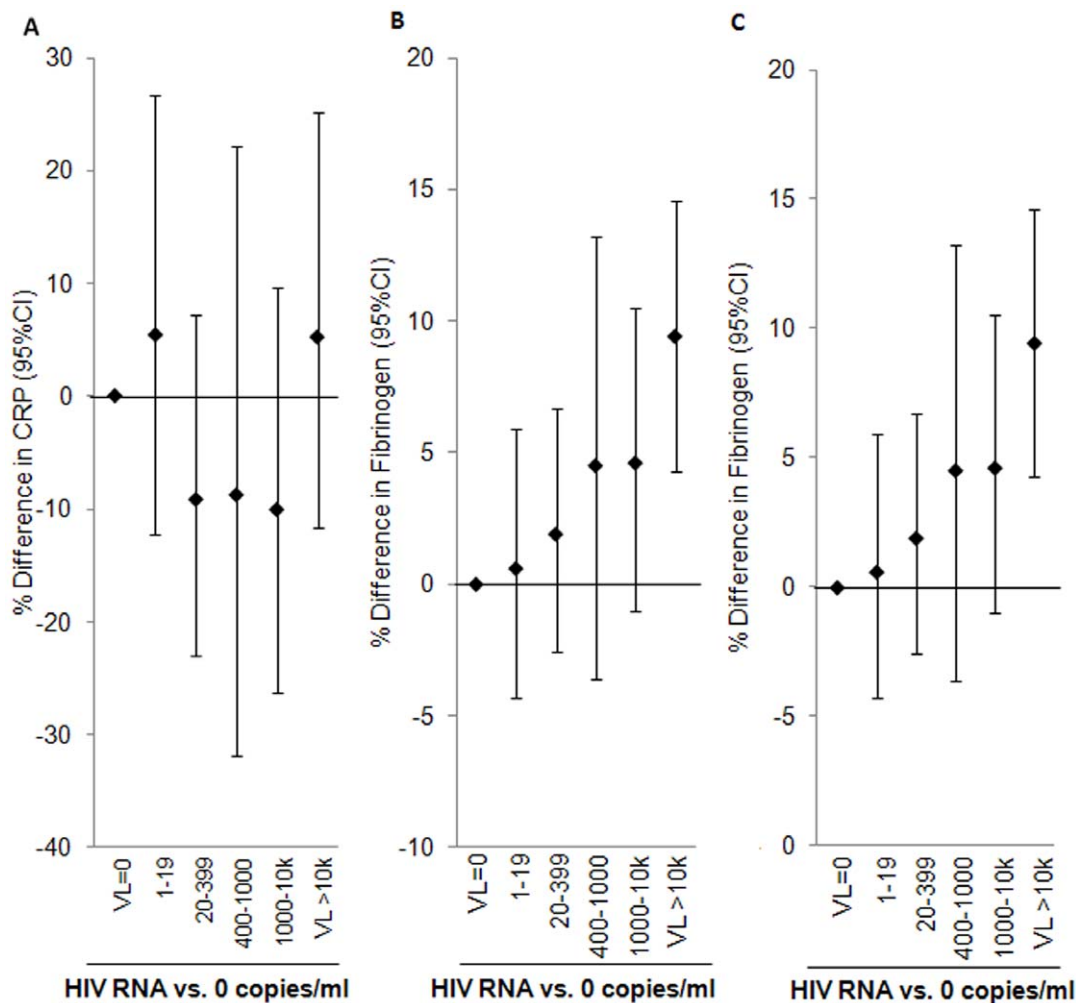 A
% Difference in CRP (95%CI)
30
20
10
0
-10
-20
-30
-40
VL=0
1-19
20-399
400-1000
1000-10k
VL >10k
HIV RNA vs. 0 copies/ml
B
% Difference in Fibrinogen (95%CI)
20
15
10
5
0
-5
-10
VL=0
1-19
20-399
400-1000
1000-10k
VL >10k
HIV RNA vs. 0 copies/ml
C
% Difference in Fibrinogen (95%CI)
20
15
10
5
0
-5
0
VL=0
1-19
20-399
400-1000
1000-10k
VL >10k
HIV RNA vs. 0 copies/ml